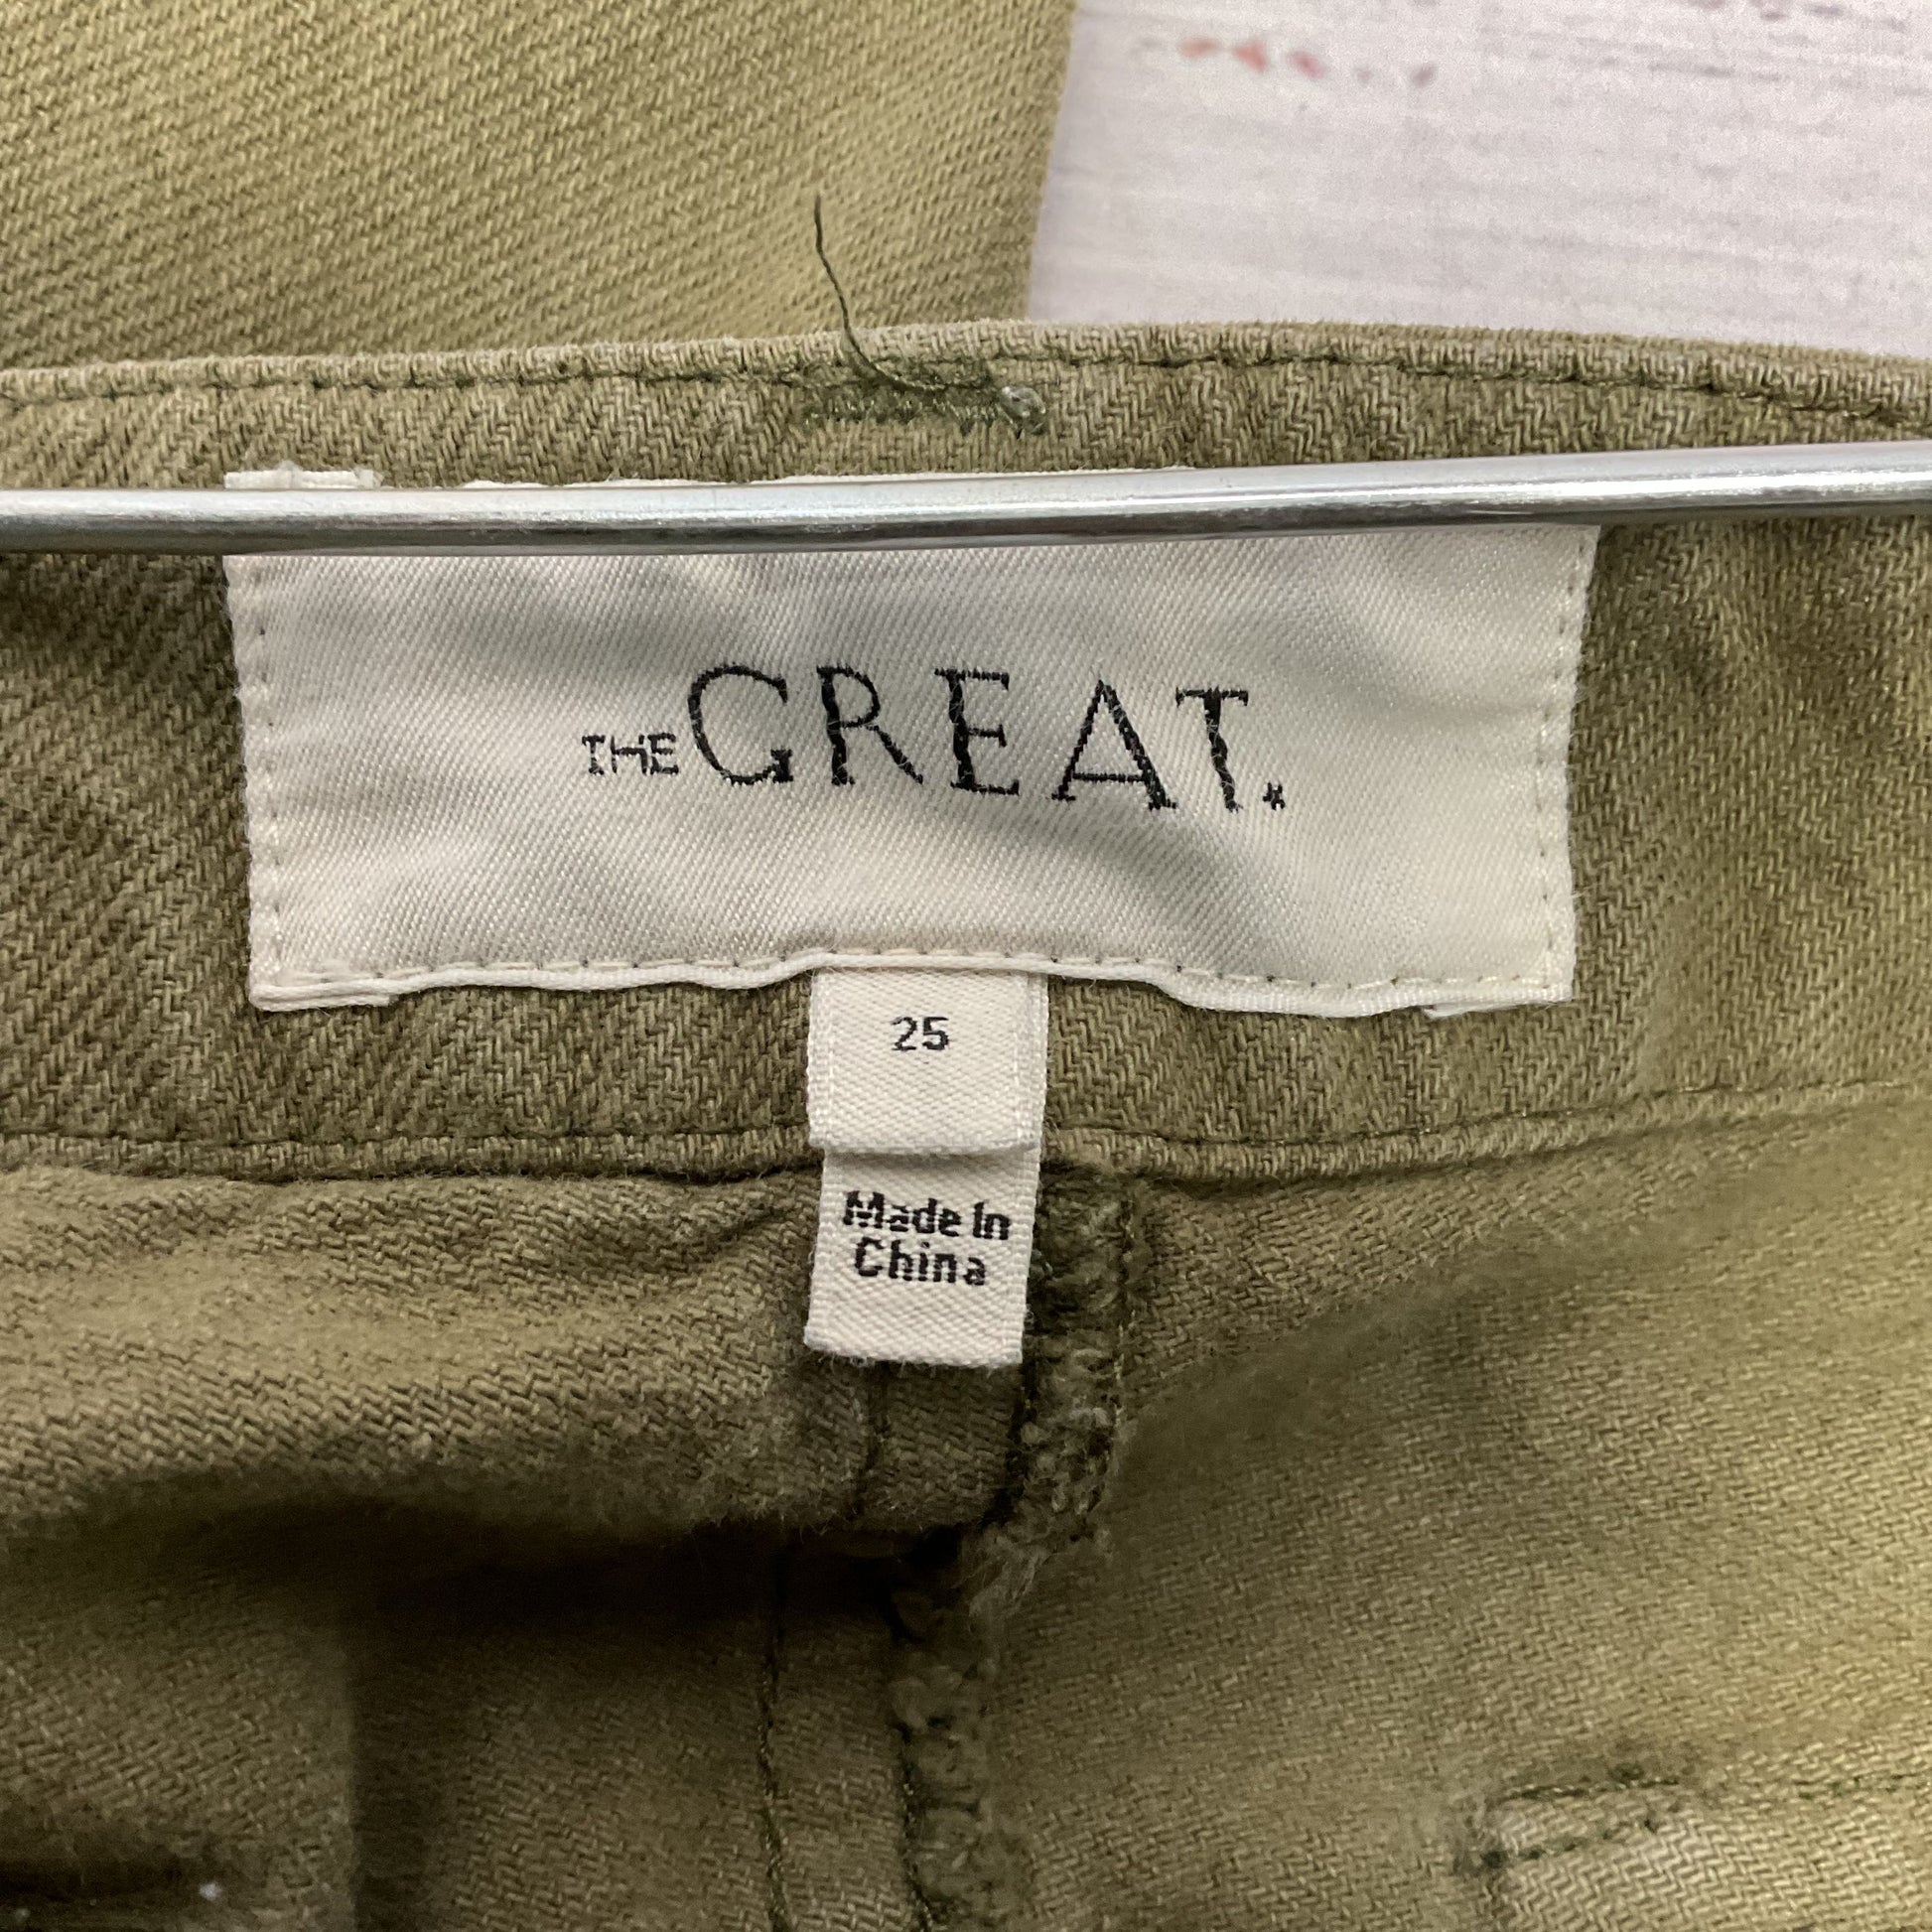 THE GREAT.
25
Made In
China